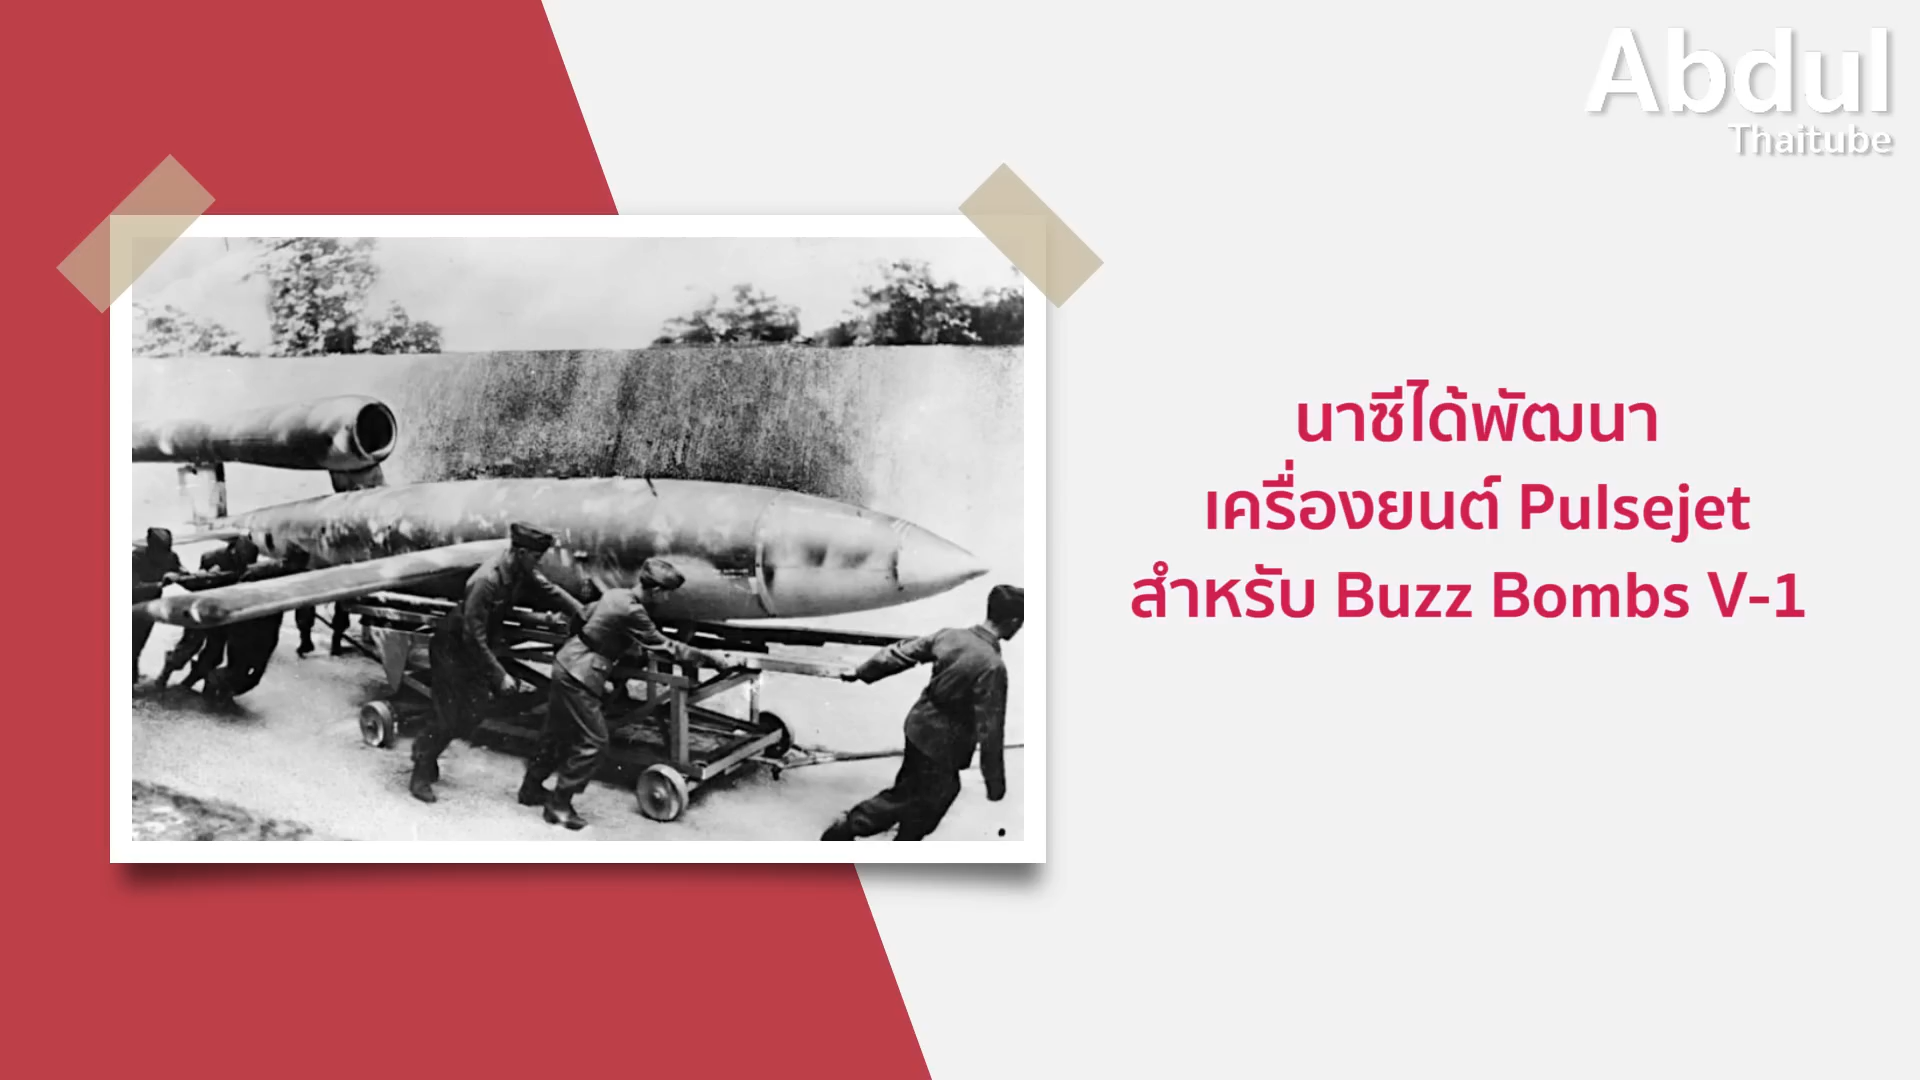 Abdul
Thaitube
นาซีได้พัฒนา
เครื่องยนต์ Pulsejet
สำหรับ Buzz Bombs V-1